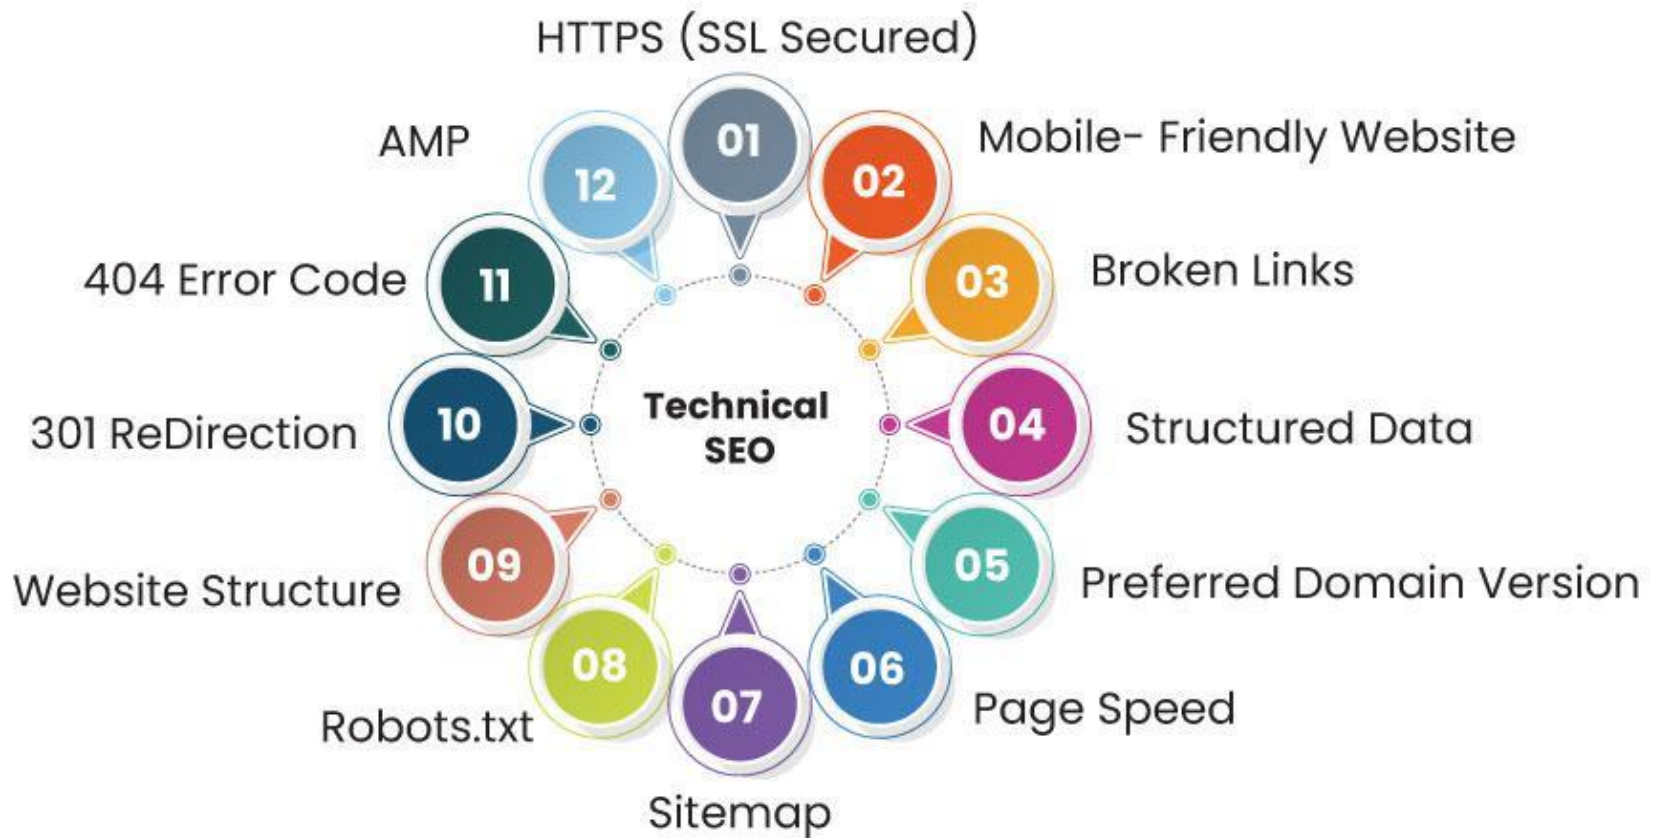 HTTPS (SSL Secured)
01
Mobile- Friendly Website
02
Broken Links
03
Structured Data
04
Preferred Domain Version
05
Page Speed
06
Sitemap
07
Robots.txt
08
Website Structure
09
301 ReDirection
10
404 Error Code
11
AMP
12
Technical
SEO